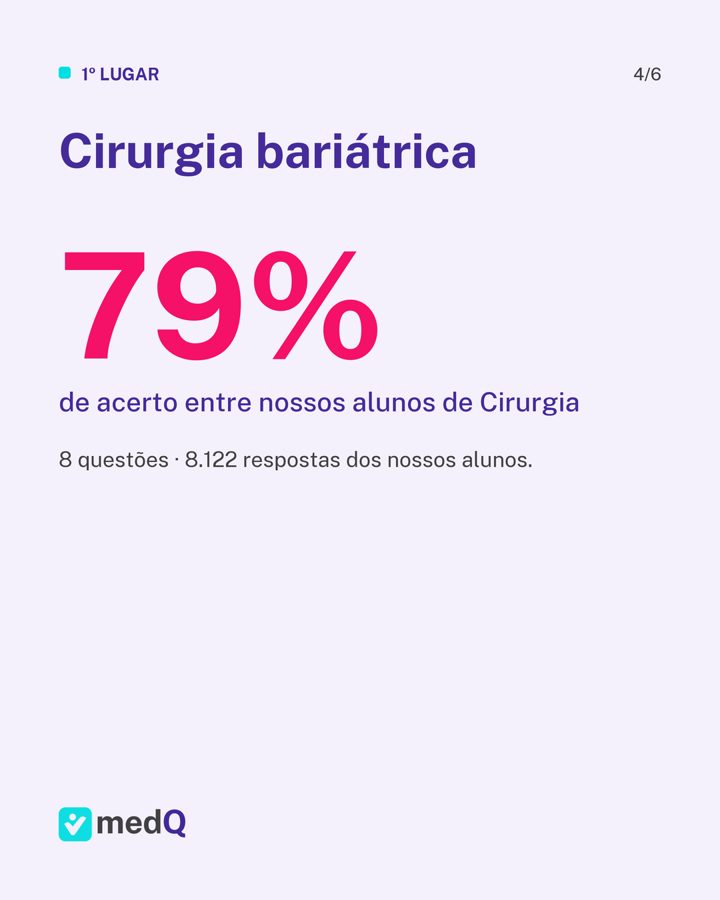 1º LUGAR
4/6
Cirurgia bariátrica
79%
de acerto entre nossos alunos de Cirurgia
8 questões · 8.122 respostas dos nossos alunos.
medQ